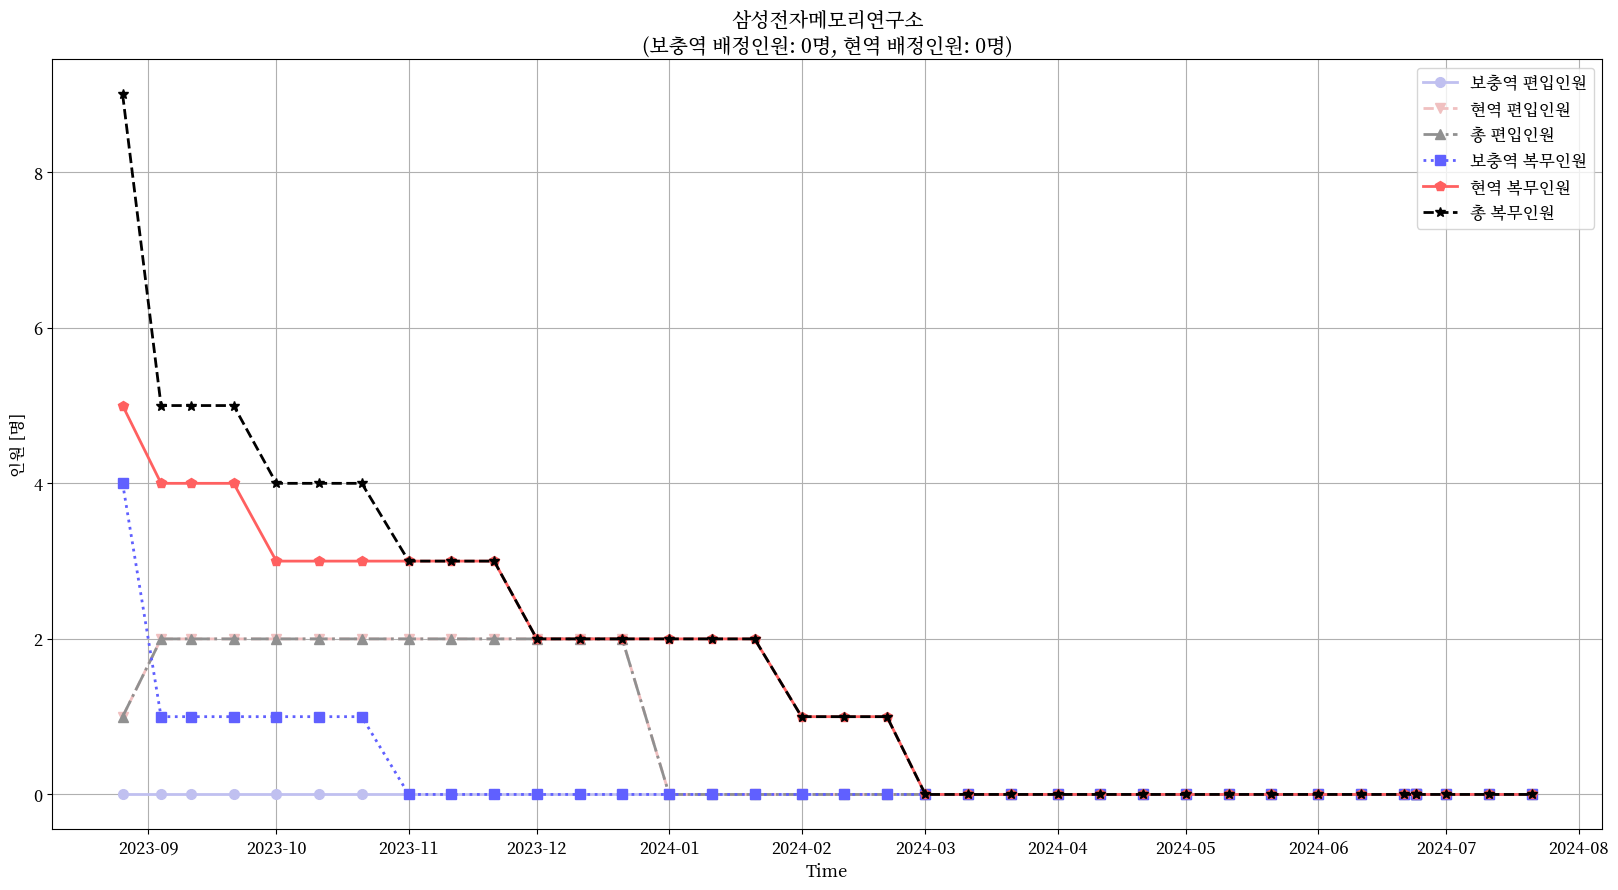 삼성전자메모리연구소
(보충역 배정인원: 0명, 현역 배정인원: 0명)
보충역 편입인원
현역 편입인원
총 편입인원
보충역 복무인원
현역 복무인원
총 복무인원
인원 [명]
8
6
4
2
0
2023-09 2023-10 2023-11 2023-12 2024-01 2024-02 2024-03 2024-04 2024-05 2024-06 2024-07 2024-08
Time